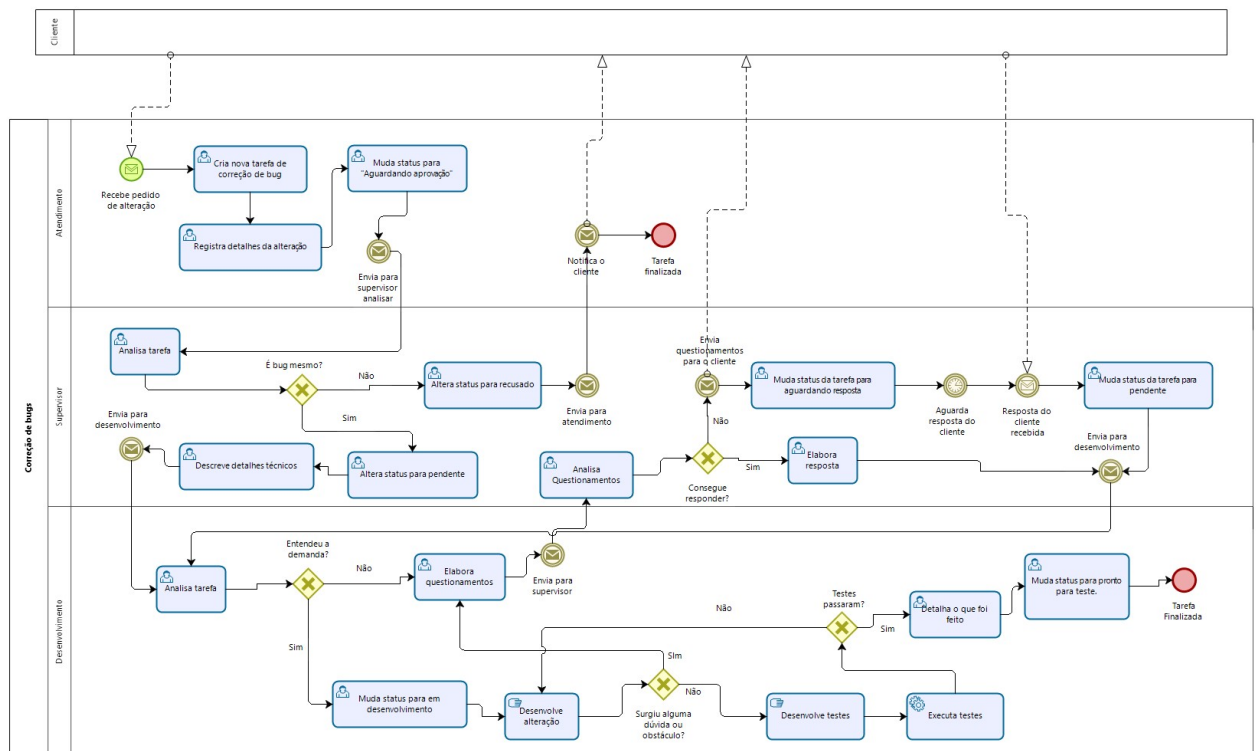 Cliente
Correção de bugs
Atendimento
Recebe pedido
de alteração
Cria nova tarefa de
correção de bug
Registra detalhes da alteração
Muda status para
"Aguardando aprovação"
Envia para
supervisor
analisar
Notifica o
cliente
Tarefa
finalizada
Supervisor
Analisa tarefa
É bug mesmo?
Não
Sim
Altera status para recusado
Envia para
atendimento
Altera status para pendente
Descreve detalhes técnicos
Envia para
desenvolvimento
Analisa
Questionamentos
Consegue
responder?
Não
Sim
Envia
questionamentos
para o cliente
Muda status da tarefa para
aguardando resposta
Aguarda
resposta do
cliente
Resposta do
cliente
recebida
Muda status da tarefa para
pendente
Elabora
resposta
Envia para
desenvolvimento
Desenvolvimento
Analisa tarefa
Entendeu a
demanda?
Não
Sim
Elabora
questionamentos
Envia para
supervisor
Muda status para em
desenvolvimento
Desenvolve
alteração
Surgiu alguma
dúvida ou
obstáculo?
SIm
Não
Desenvolve testes
Executa testes
Testes
passaram?
Não
Sim
Detalha o que foi
feito
Muda status para pronto
para teste.
Tarefa
Finalizada